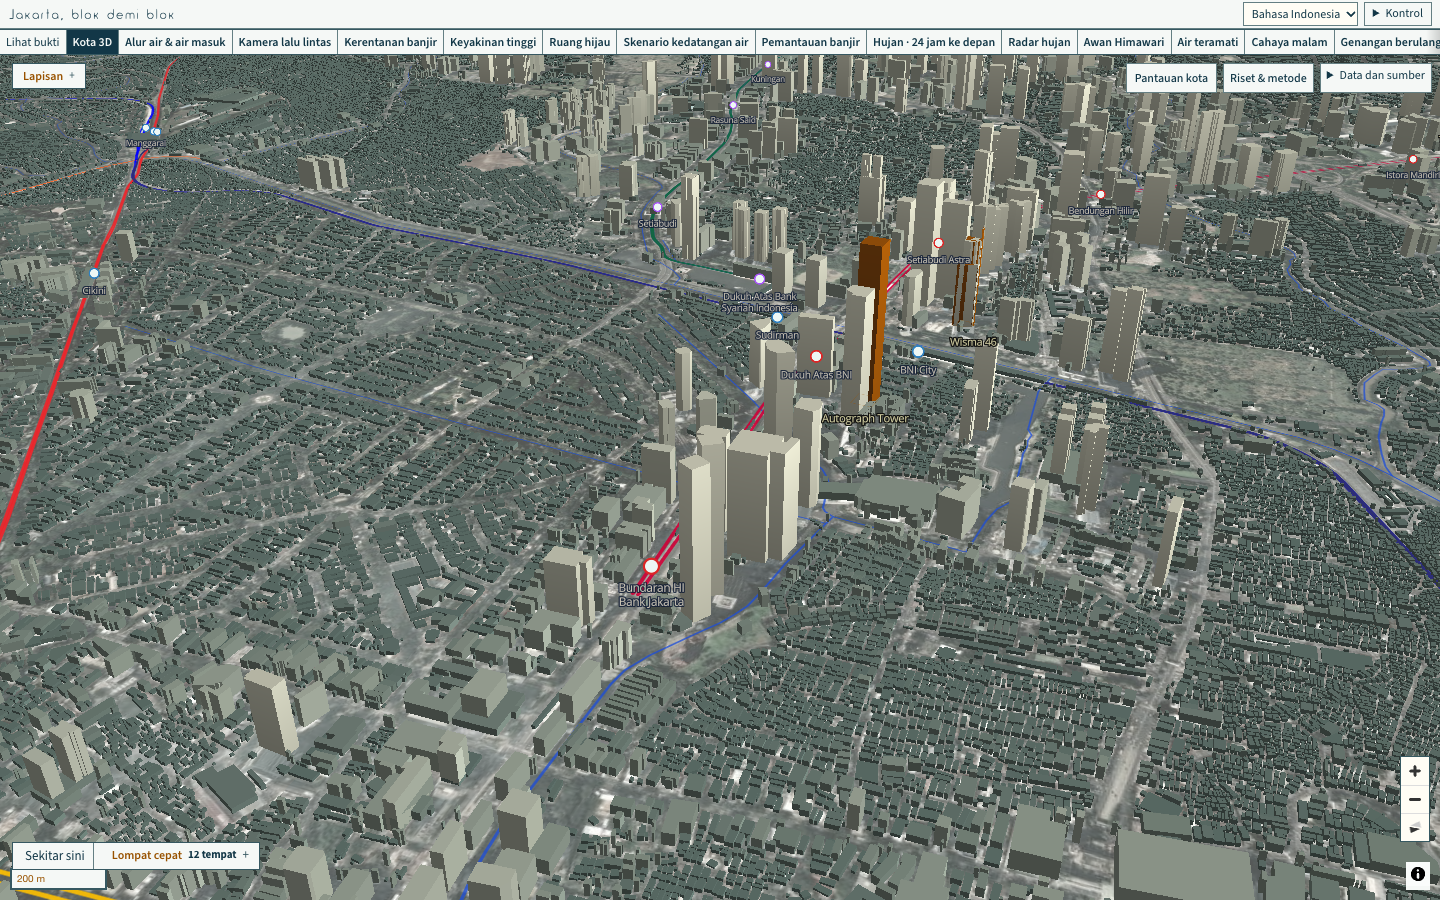 Jakarta, blok demi blok
Bahasa Indonesia
Kontrol
Lihat bukti
Kota 3D
Alur air & air masuk
Kamera lalu lintas
Kerentanan banjir
Keyakinan tinggi
Ruang hijau
Skenario kedatangan air
Pemantauan banjir
Hujan · 24 jam ke depan
Radar hujan
Awan Himawari
Air teramati
Cahaya malam
Genangan berulang
Lapisan +
Pantauan kota
Riset & metode
Data dan sumber
Kuningan
Rasuna Said
Manggarai
Istora Mandiri
Bendungan Hilir
Setiabudi
Setiabudi Astra
Cikini
Dukuh Atas Bank
Syariah Indonesia
Sudirman
Wisma 46
Dukuh Atas BNI
BNI City
Autograph Tower
Bundaran HI
Bank Jakarta
Sekitar sini
Lompat cepat 12 tempat +
200 m